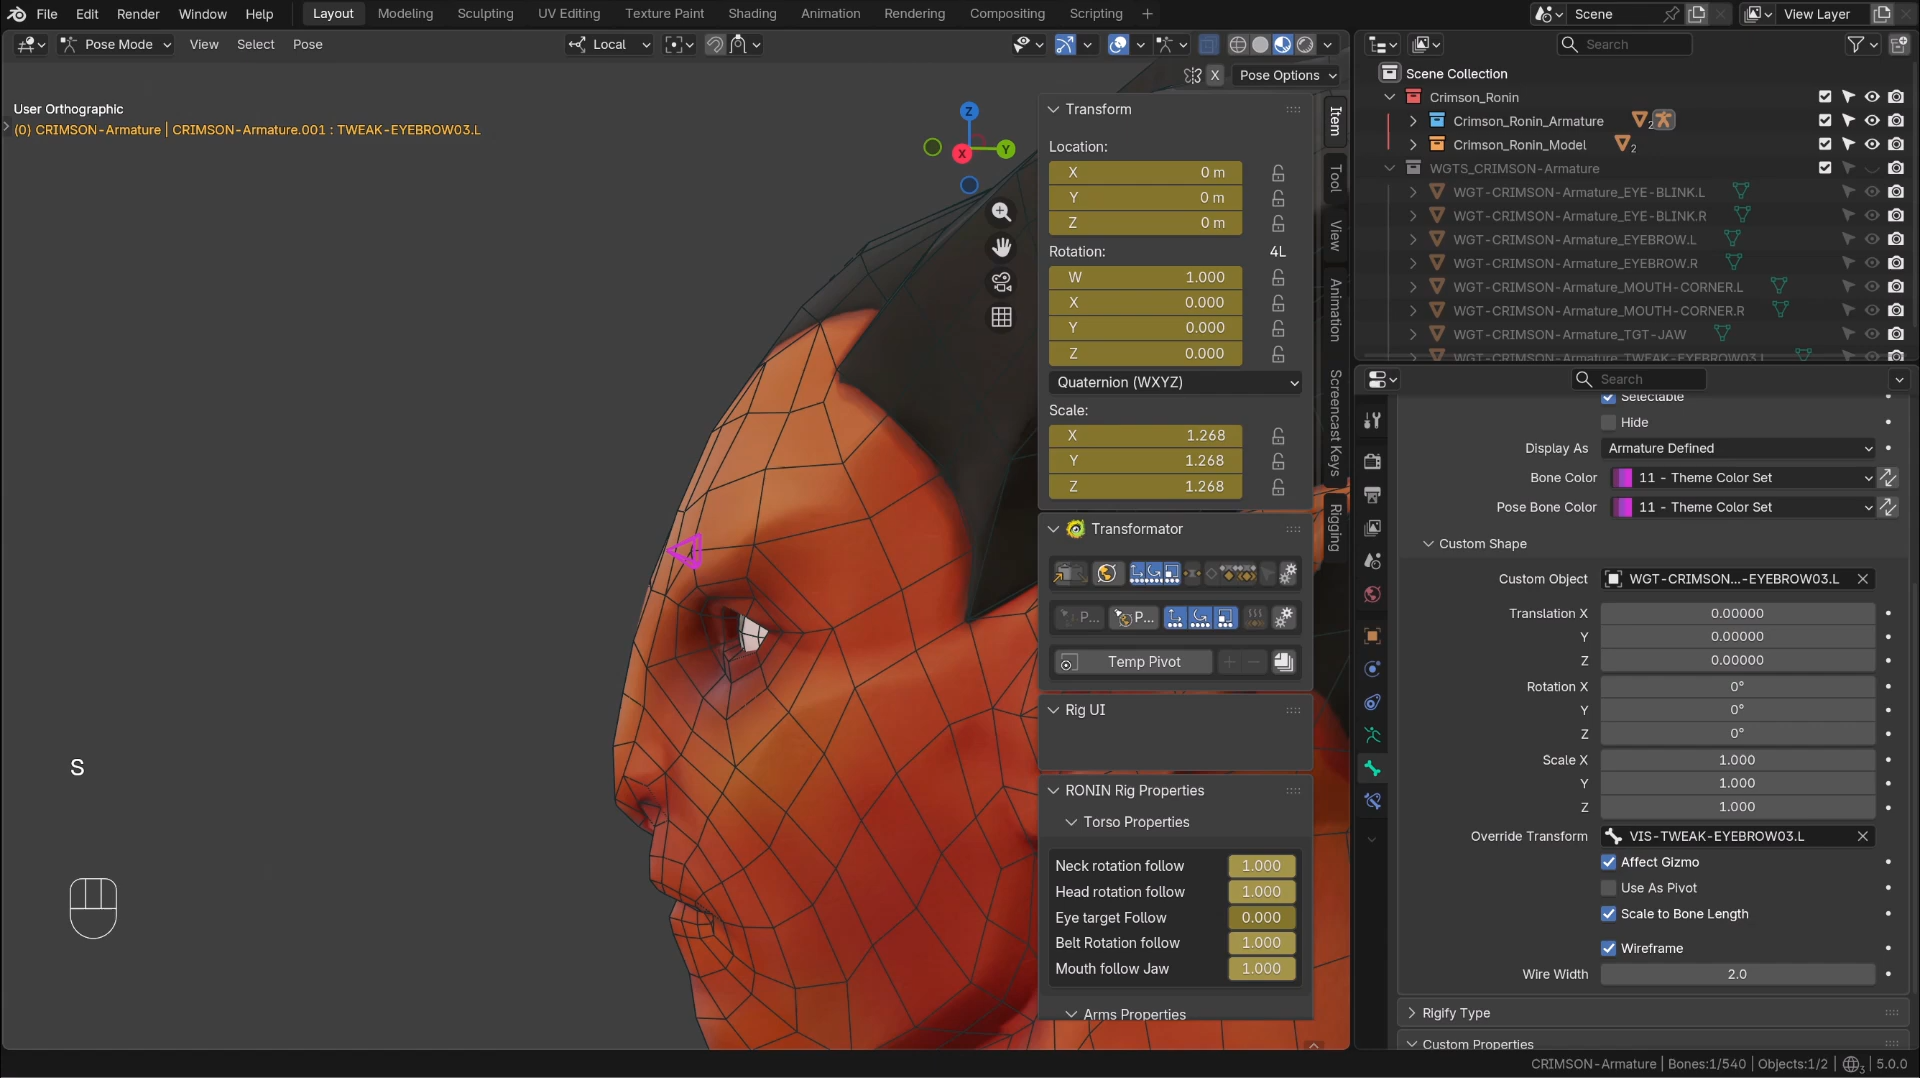 File Edit Render Window Help Layout Modeling Sculpting UV Editing Texture Paint Shading Animation Rendering Compositing Scripting + Scene View Layer
Pose Mode View Select Pose Local Search
X Pose Options
User Orthographic
(0) CRIMSON-Armature | CRIMSON-Armature.001 : TWEAK-EYEBROW03.L
Z
Y
X
S
Transform
Location:
X 0 m
Y 0 m
Z 0 m
Rotation: 4L
W 1.000
X 0.000
Y 0.000
Z 0.000
Quaternion (WXYZ)
Scale:
X 1.268
Y 1.268
Z 1.268
Transformator
P... P...
Temp Pivot
Rig UI
RONIN Rig Properties
Torso Properties
Neck rotation follow 1.000
Head rotation follow 1.000
Eye target Follow 0.000
Belt Rotation follow 1.000
Mouth follow Jaw 1.000
Arms Properties
Item
Tool
View
Animation
Screencast Keys
Rigging
Scene Collection
Crimson_Ronin
Crimson_Ronin_Armature 2
Crimson_Ronin_Model 2
WGTS_CRIMSON-Armature
WGT-CRIMSON-Armature_EYE-BLINK.L
WGT-CRIMSON-Armature_EYE-BLINK.R
WGT-CRIMSON-Armature_EYEBROW.L
WGT-CRIMSON-Armature_EYEBROW.R
WGT-CRIMSON-Armature_MOUTH-CORNER.L
WGT-CRIMSON-Armature_MOUTH-CORNER.R
WGT-CRIMSON-Armature_TGT-JAW
WGT-CRIMSON-Armature_TWEAK-EYEBROW03.L
Search
Selectable
Hide
Display As Armature Defined
Bone Color 11 - Theme Color Set
Pose Bone Color 11 - Theme Color Set
Custom Shape
Custom Object WGT-CRIMSON...-EYEBROW03.L
Translation X 0.00000
Y 0.00000
Z 0.00000
Rotation X 0°
Y 0°
Z 0°
Scale X 1.000
Y 1.000
Z 1.000
Override Transform VIS-TWEAK-EYEBROW03.L
Affect Gizmo
Use As Pivot
Scale to Bone Length
Wireframe
Wire Width 2.0
Rigify Type
Custom Properties
CRIMSON-Armature | Bones:1/540 | Objects:1/2 3 5.0.0